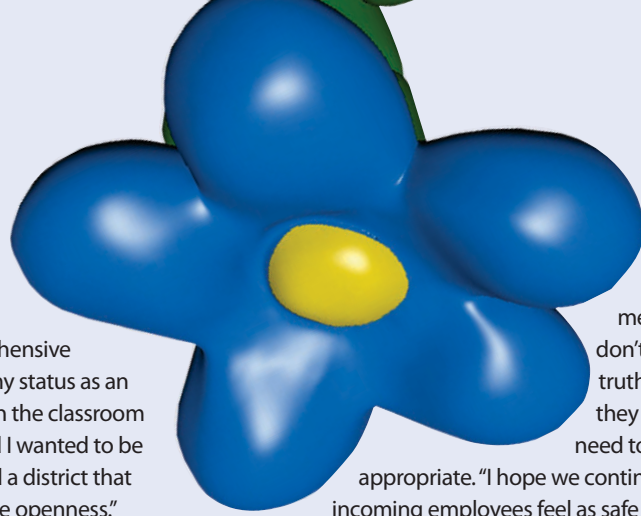 hensive
ny status as an
n the classroom
d I wanted to be
d a district that
e openness."
me
don't
truth
they
need to
appropriate. "I hope we contin
incoming employees feel as safe